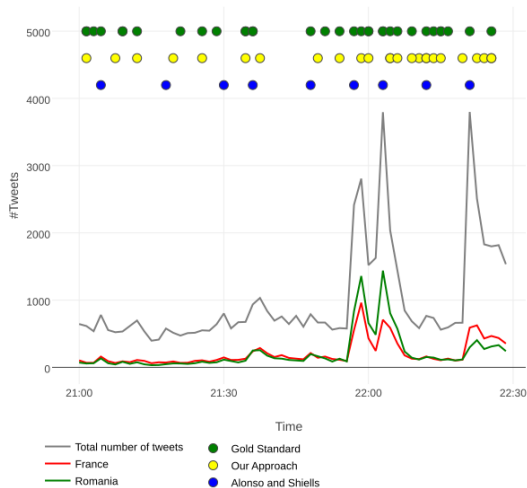 5000
4000
3000
2000
1000
0
#Tweets
21:00 21:30 22:00 22:30
Time
Total number of tweets Gold Standard
France Our Approach
Romania Alonso and Shiells